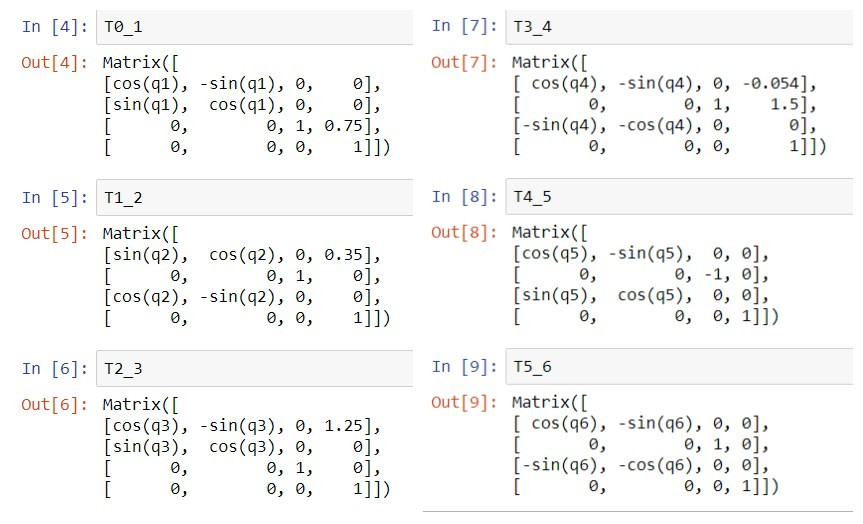 In [4]: T0_1
Out[4]: Matrix([
[cos(q1), -sin(q1), 0,    0],
[sin(q1),  cos(q1), 0,    0],
[      0,        0, 1, 0.75],
[      0,        0, 0,    1]])
In [5]: T1_2
Out[5]: Matrix([
[sin(q2),  cos(q2), 0, 0.35],
[      0,        0, 1,    0],
[cos(q2), -sin(q2), 0,    0],
[      0,        0, 0,    1]])
In [6]: T2_3
Out[6]: Matrix([
[cos(q3), -sin(q3), 0, 1.25],
[sin(q3),  cos(q3), 0,    0],
[      0,        0, 1,    0],
[      0,        0, 0,    1]])
In [7]: T3_4
Out[7]: Matrix([
[ cos(q4), -sin(q4), 0, -0.054],
[       0,        0, 1,    1.5],
[-sin(q4), -cos(q4), 0,      0],
[       0,        0, 0,      1]])
In [8]: T4_5
Out[8]: Matrix([
[cos(q5), -sin(q5),  0, 0],
[      0,        0, -1, 0],
[sin(q5),  cos(q5),  0, 0],
[      0,        0,  0, 1]])
In [9]: T5_6
Out[9]: Matrix([
[ cos(q6), -sin(q6), 0, 0],
[       0,        0, 1, 0],
[-sin(q6), -cos(q6), 0, 0],
[       0,        0, 0, 1]])